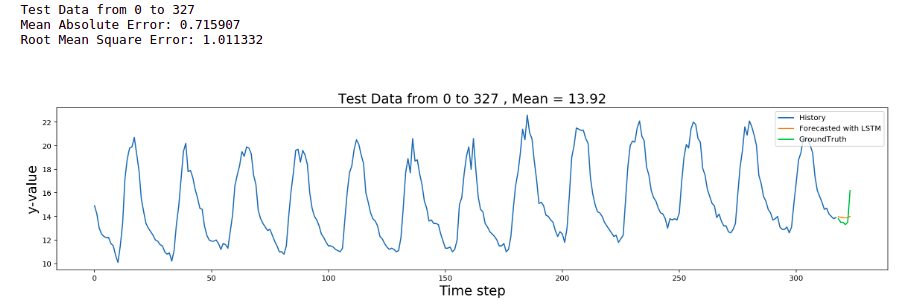 Test Data from 0 to 327
Mean Absolute Error: 0.715907
Root Mean Square Error: 1.011332
Test Data from 0 to 327 , Mean = 13.92
y-value
22
20
18
16
14
12
10
History
Forecasted with LSTM
GroundTruth
0 50 100 150 200 250 300
Time step